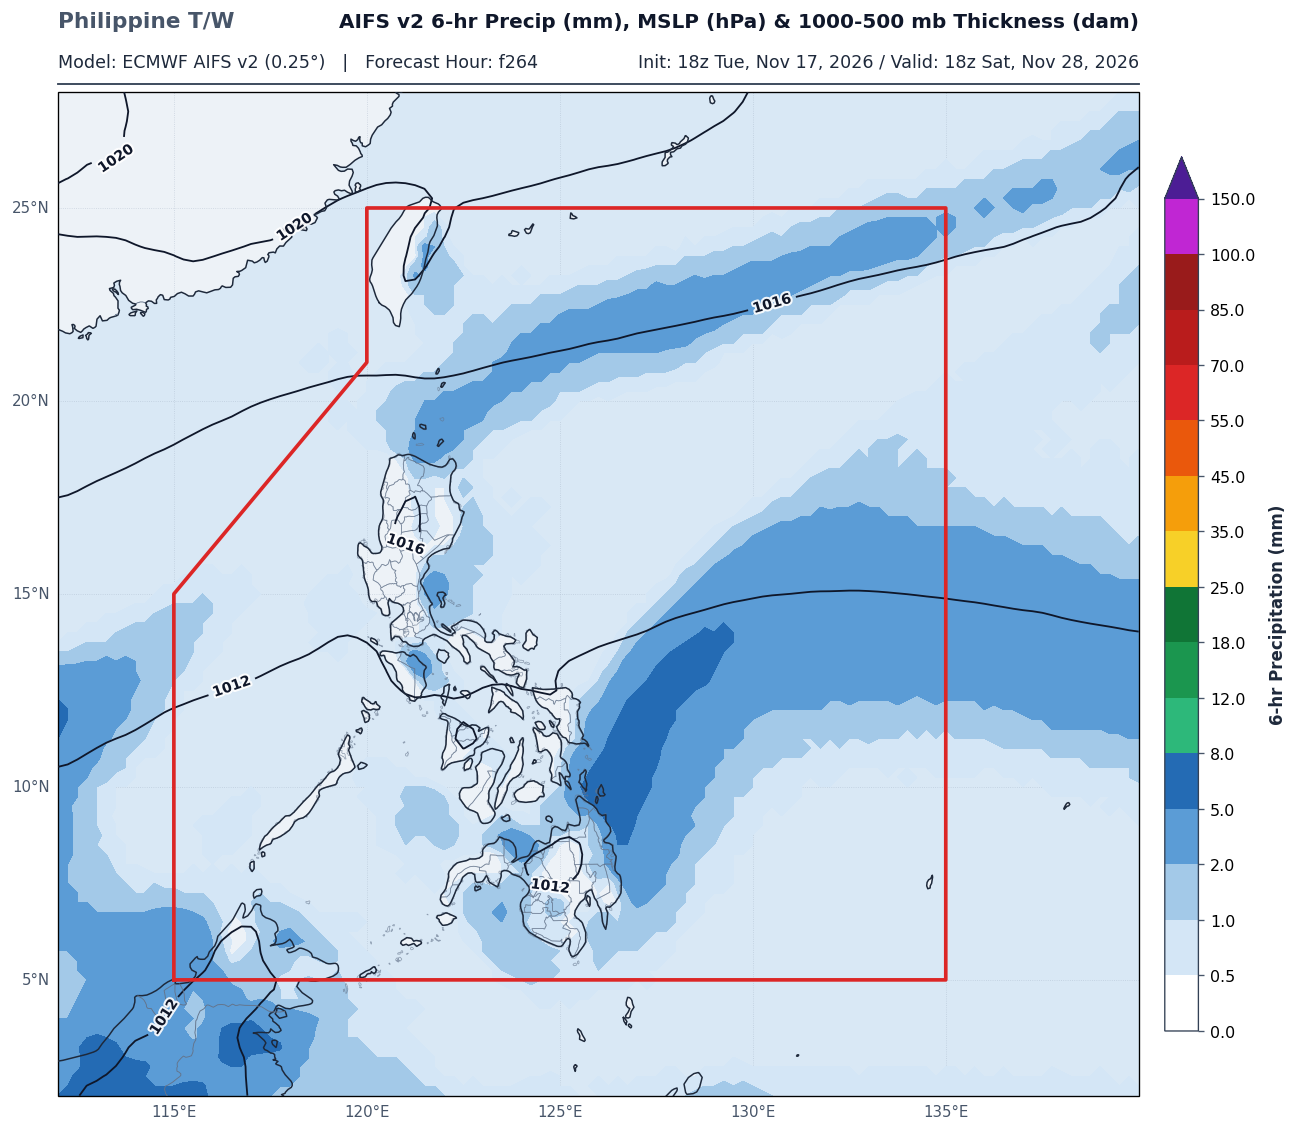 Philippine T/W
AIFS v2 6-hr Precip (mm), MSLP (hPa) & 1000-500 mb Thickness (dam)
Model: ECMWF AIFS v2 (0.25°) | Forecast Hour: f264
Init: 18z Tue, Nov 17, 2026 / Valid: 18z Sat, Nov 28, 2026
1020
1020
1016
1016
1012
1012
1012
25°N
20°N
15°N
10°N
5°N
115°E
120°E
125°E
130°E
135°E
150.0
100.0
85.0
70.0
55.0
45.0
35.0
25.0
18.0
12.0
8.0
5.0
2.0
1.0
0.5
0.0
6-hr Precipitation (mm)